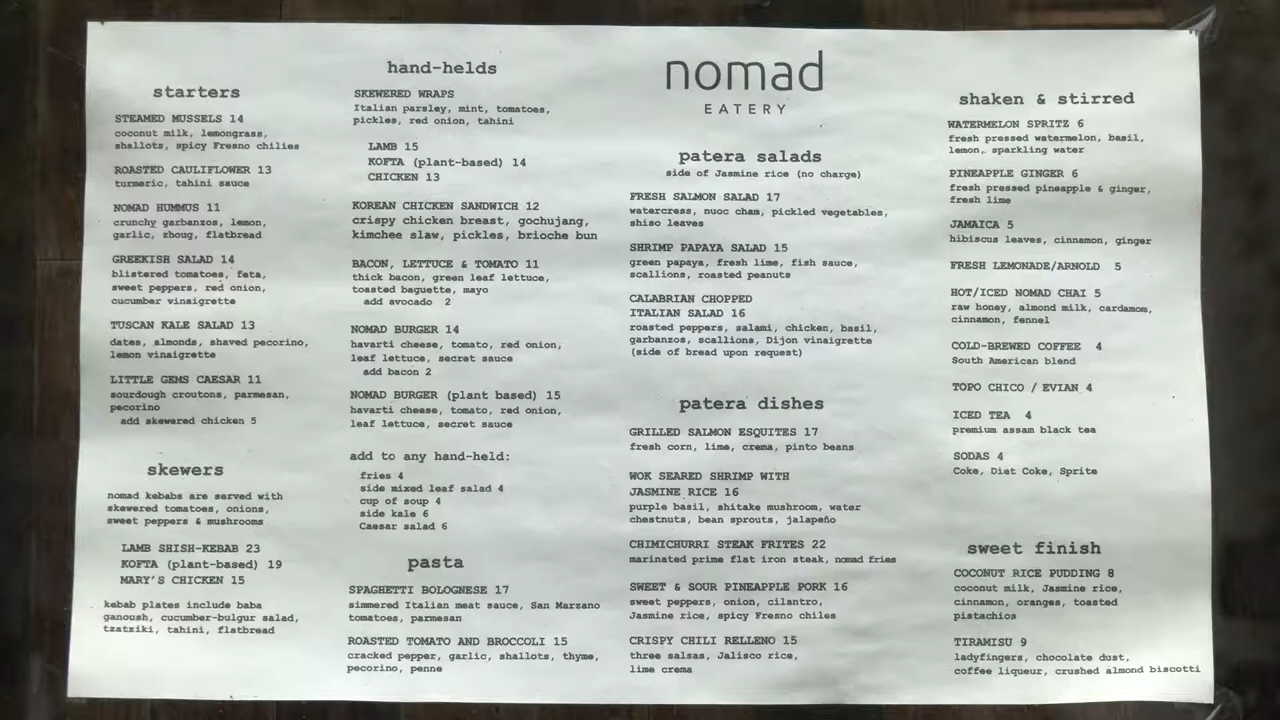 starters
STEAMED MUSSELS 14
coconut milk, lemongrass,
shallots, spicy Fresno chilies
ROASTED CAULIFLOWER 13
turmeric, tahini sauce
NOMAD HUMMUS 11
crunchy garbanzos, lemon,
garlic, zhoug, flatbread
GREEKISH SALAD 14
blistered tomatoes, feta,
sweet peppers, red onion,
cucumber vinaigrette
TUSCAN KALE SALAD 13
dates, almonds, shaved pecorino,
lemon vinaigrette
LITTLE GEMS CAESAR 11
sourdough croutons, parmesan,
pecorino
add skewered chicken 5
skewers
nomad kebabs are served with
skewered tomatoes, onions,
sweet peppers & mushrooms
LAMB SHISH-KEBAB 23
KOFTA (plant-based) 19
MARY'S CHICKEN 15
kebab plates include baba
ganoush, cucumber-bulgur salad,
tzatziki, tahini, flatbread
hand-helds
SKEWERED WRAPS
Italian parsley, mint, tomatoes,
pickles, red onion, tahini
LAMB 15
KOFTA (plant-based) 14
CHICKEN 13
KOREAN CHICKEN SANDWICH 12
crispy chicken breast, gochujang,
kimchee slaw, pickles, brioche bun
BACON, LETTUCE & TOMATO 11
thick bacon, green leaf lettuce,
toasted baguette, mayo
add avocado 2
NOMAD BURGER 14
havarti cheese, tomato, red onion,
leaf lettuce, secret sauce
add bacon 2
NOMAD BURGER (plant based) 15
havarti cheese, tomato, red onion,
leaf lettuce, secret sauce
add to any hand-held:
fries 4
side mixed leaf salad 4
cup of soup 4
side kale 6
Caesar salad 6
pasta
SPAGHETTI BOLOGNESE 17
simmered Italian meat sauce, San Marzano
tomatoes, parmesan
ROASTED TOMATO AND BROCCOLI 15
cracked pepper, garlic, shallots, thyme,
pecorino, penne
nomad
EATERY
patera salads
side of Jasmine rice (no charge)
FRESH SALMON SALAD 17
watercress, nuoc cham, pickled vegetables,
shiso leaves
SHRIMP PAPAYA SALAD 15
green papaya, fresh lime, fish sauce,
scallions, roasted peanuts
CALABRIAN CHOPPED
ITALIAN SALAD 16
roasted peppers, salami, chicken, basil,
garbanzos, scallions, Dijon vinaigrette
(side of bread upon request)
patera dishes
GRILLED SALMON ESQUITES 17
fresh corn, lime, crema, pinto beans
WOK SEARED SHRIMP WITH
JASMINE RICE 16
purple basil, shitake mushroom, water
chestnuts, bean sprouts, jalapeño
CHIMICHURRI STEAK FRITES 22
marinated prime flat iron steak, nomad fries
SWEET & SOUR PINEAPPLE PORK 16
sweet peppers, onion, cilantro,
Jasmine rice, spicy Fresno chiles
CRISPY CHILI RELLENO 15
three salsas, Jalisco rice,
lime crema
shaken & stirred
WATERMELON SPRITZ 6
fresh pressed watermelon, basil,
lemon, sparkling water
PINEAPPLE GINGER 6
fresh pressed pineapple & ginger,
fresh lime
JAMAICA 5
hibiscus leaves, cinnamon, ginger
FRESH LEMONADE/ARNOLD 5
HOT/ICED NOMAD CHAI 5
raw honey, almond milk, cardamom,
cinnamon, fennel
COLD-BREWED COFFEE 4
South American blend
TOPO CHICO / EVIAN 4
ICED TEA 4
premium assam black tea
SODAS 4
Coke, Diet Coke, Sprite
sweet finish
COCONUT RICE PUDDING 8
coconut milk, Jasmine rice,
cinnamon, oranges, toasted
pistachios
TIRAMISU 9
ladyfingers, chocolate dust,
coffee liqueur, crushed almond biscotti